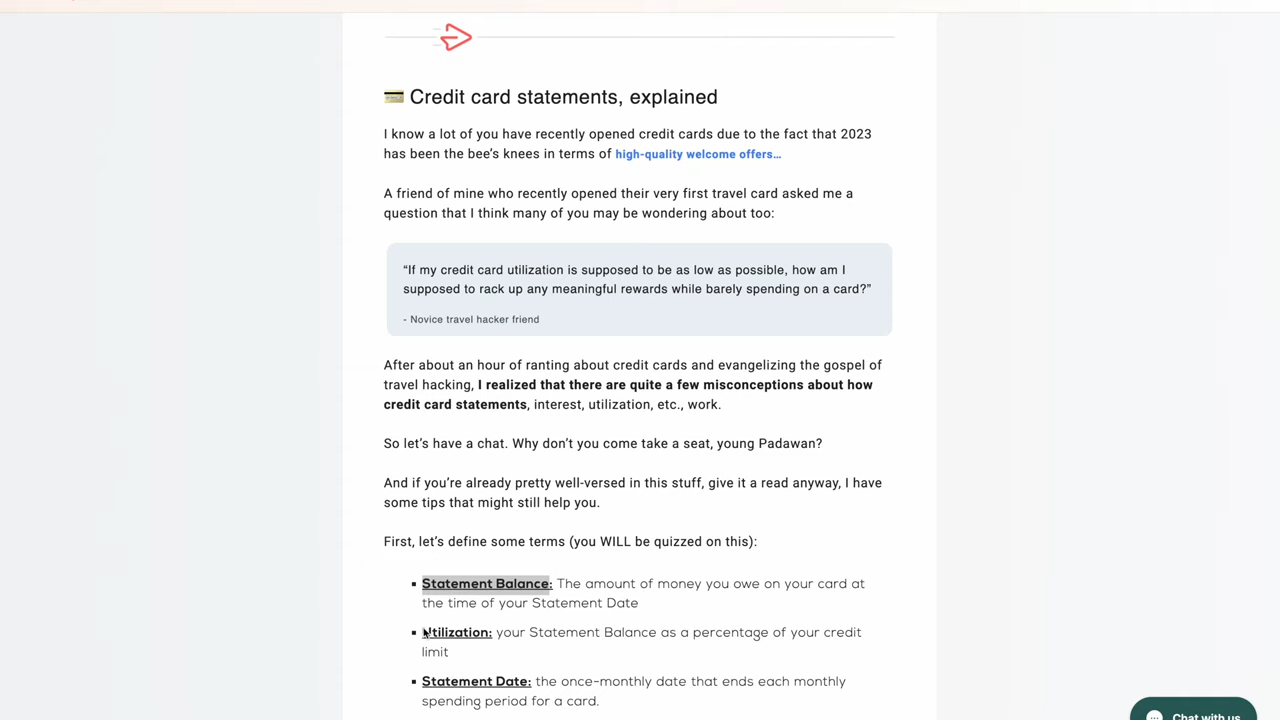 Credit card statements, explained
I know a lot of you have recently opened credit cards due to the fact that 2023
has been the bee’s knees in terms of high-quality welcome offers…
A friend of mine who recently opened their very first travel card asked me a
question that I think many of you may be wondering about too:
“If my credit card utilization is supposed to be as low as possible, how am I
supposed to rack up any meaningful rewards while barely spending on a card?”
- Novice travel hacker friend
After about an hour of ranting about credit cards and evangelizing the gospel of
travel hacking, I realized that there are quite a few misconceptions about how
credit card statements, interest, utilization, etc., work.
So let’s have a chat. Why don’t you come take a seat, young Padawan?
And if you’re already pretty well-versed in this stuff, give it a read anyway, I have
some tips that might still help you.
First, let’s define some terms (you WILL be quizzed on this):
▪ Statement Balance: The amount of money you owe on your card at
the time of your Statement Date
▪ Utilization: your Statement Balance as a percentage of your credit
limit
▪ Statement Date: the once-monthly date that ends each monthly
spending period for a card.
Chat with us